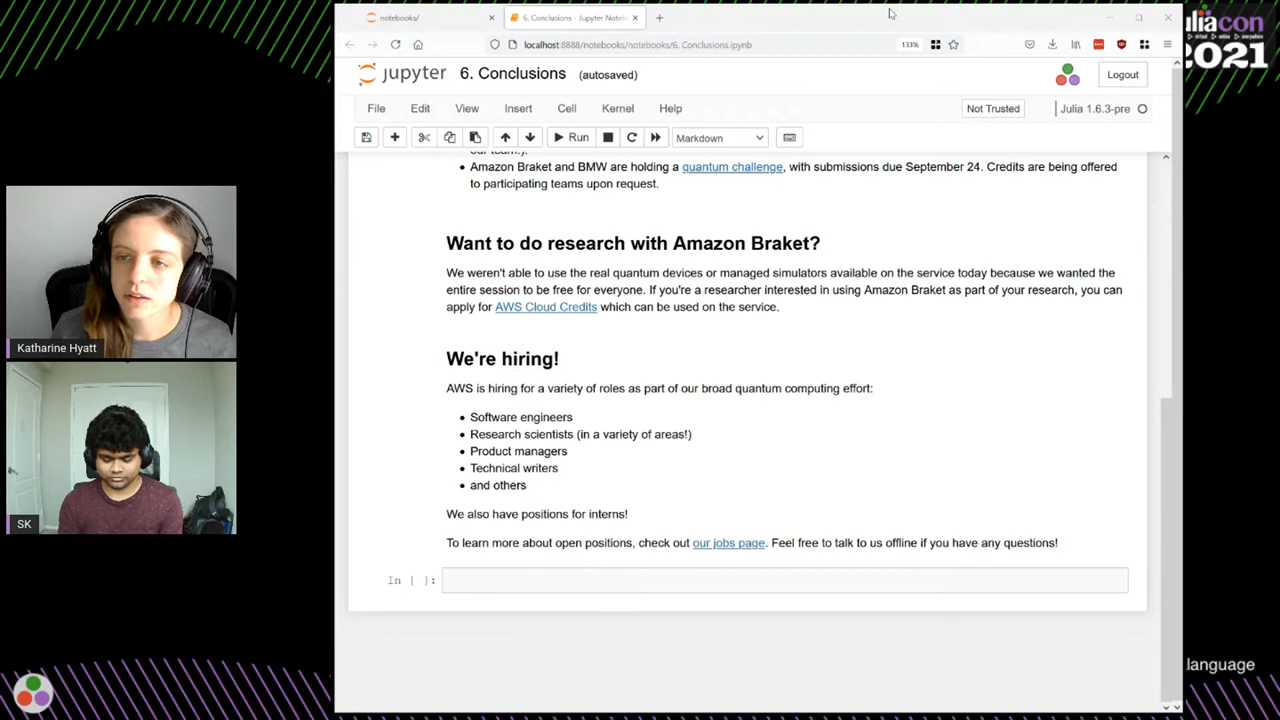 notebooks/
6. Conclusions - Jupyter Noteb
uliacon
2021
localhost:8888/notebooks/notebooks/6. Conclusions.ipynb
133%
jupyter
6. Conclusions (autosaved)
Logout
File Edit View Insert Cell Kernel Help
Not Trusted
Julia 1.6.3-pre
Run
Markdown
our team!).
Amazon Braket and BMW are holding a quantum challenge, with submissions due September 24. Credits are being offered
to participating teams upon request.
Want to do research with Amazon Braket?
We weren't able to use the real quantum devices or managed simulators available on the service today because we wanted the
entire session to be free for everyone. If you're a researcher interested in using Amazon Braket as part of your research, you can
apply for AWS Cloud Credits which can be used on the service.
Katharine Hyatt
We're hiring!
AWS is hiring for a variety of roles as part of our broad quantum computing effort:
Software engineers
Research scientists (in a variety of areas!)
Product managers
Technical writers
and others
SK
We also have positions for interns!
To learn more about open positions, check out our jobs page. Feel free to talk to us offline if you have any questions!
In [ ]:
language